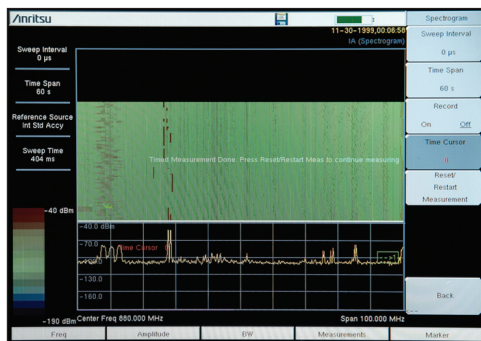 Anritsu
11-30-1999,00:06:58
IA (Spectrogram)
Sweep Interval
0 µs
Time Span
60 s
Reference Source
Int Std Accy
Sweep Time
404 ms
-40 dBm
-190 dBm
Timed Measurement Done. Press Reset/Restart Meas to continue measuring
-40.0 dBm
-70.0
Time Cursor
-130.0
-160.0
Center Freq 880.000 MHz
Span 100.000 MHz
Spectrogram
Sweep Interval
0 µs
Time Span
60 s
Record
On Off
Time Cursor
0
Reset/
Restart
Measurement
Back
Freq
Amplitude
BW
Measurements
Marker